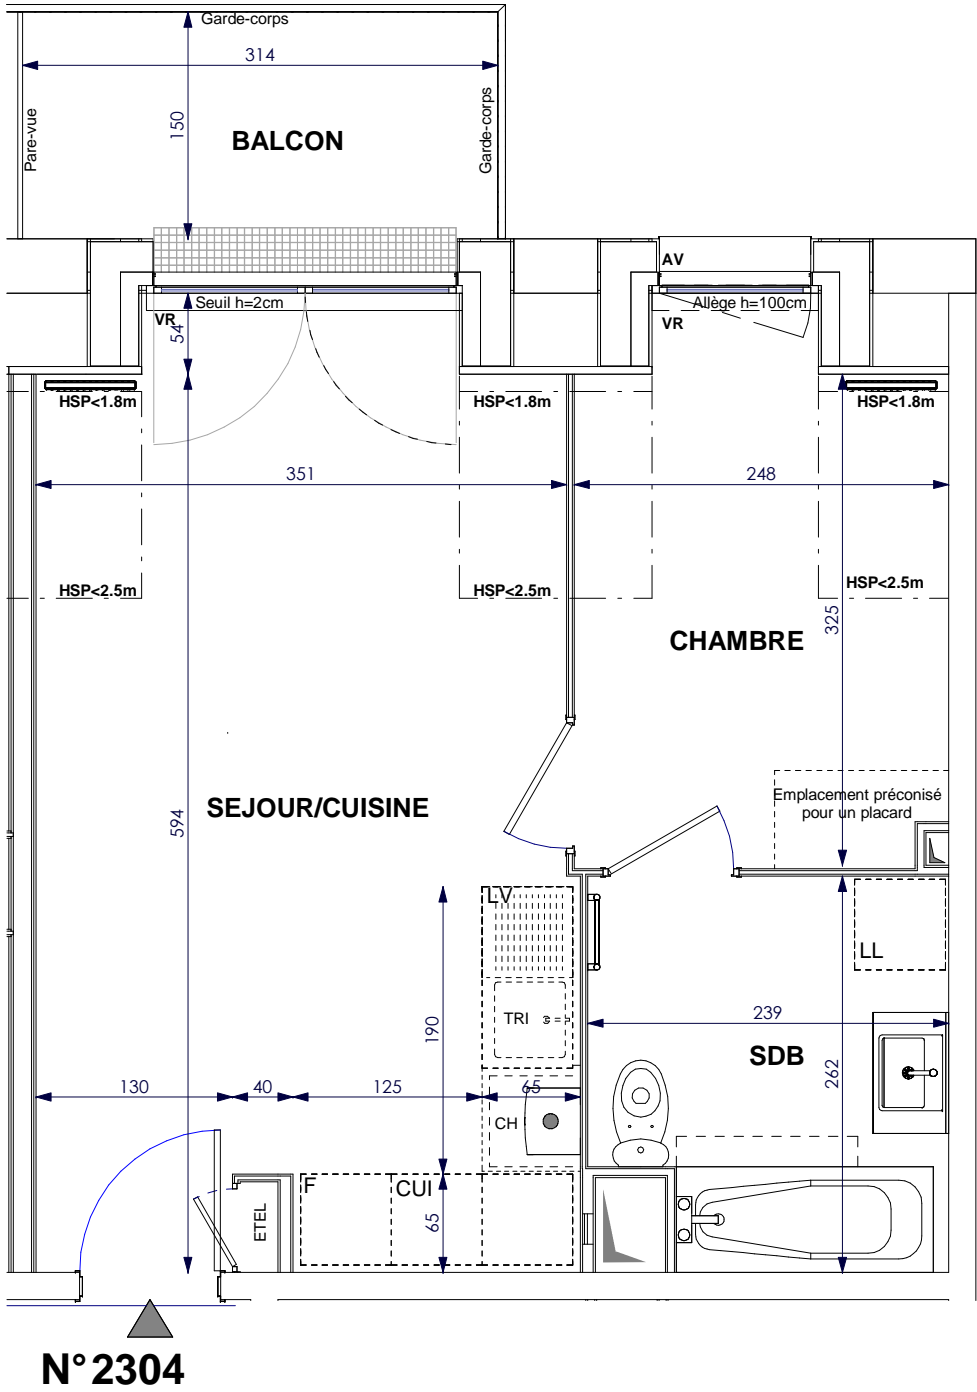 Garde-corps
314
Pare-vue
150
BALCON
Garde-corps
AV
Seuil h=2cm
Allège h=100cm
VR
54
VR
HSP<1.8m
HSP<1.8m
HSP<1.8m
351
248
HSP<2.5m
HSP<2.5m
HSP<2.5m
325
CHAMBRE
Emplacement préconisé
pour un placard
SEJOUR/CUISINE
594
LV
LL
TRI
239
190
SDB
262
130
40
125
65
CH
F
CUI
ETEL
65
N°2304